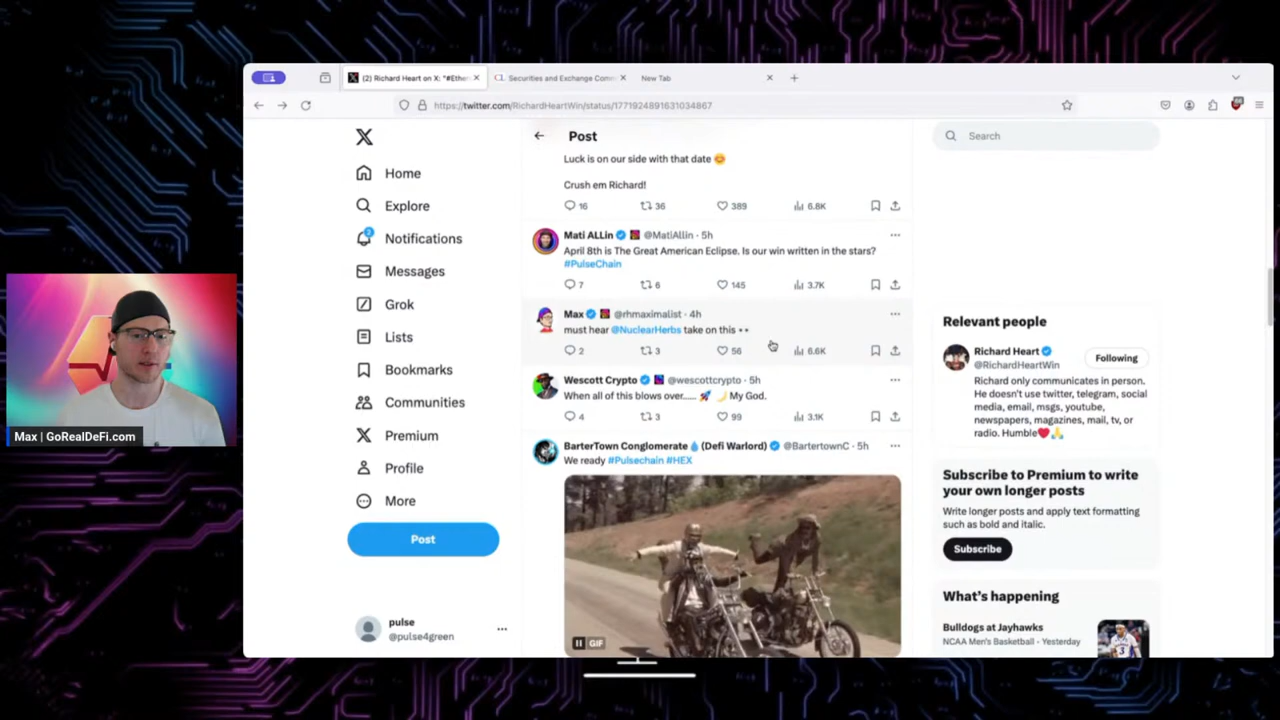 (2) Richard Heart on X: "#Ethe
Securities and Exchange Comm
New Tab
https://twitter.com/RichardHeartWin/status/1771924891631034867
Home
Explore
Notifications
2
Messages
Grok
Lists
Bookmarks
Communities
Premium
Profile
More
Post
pulse
@pulse4green
Post
Luck is on our side with that date 😊
Crush em Richard!
16 36 389 6.8K
Mati ALLin @MatiAllin · 5h
April 8th is The Great American Eclipse. Is our win written in the stars?
#PulseChain
7 6 145 3.7K
Max @rhmaximalist · 4h
must hear @NuclearHerbs take on this 👀
2 3 56 6.6K
Wescott Crypto @wescottcrypto · 5h
When all of this blows over..... 🚀 🌙 My God.
4 3 99 3.1K
BarterTown Conglomerate 💧 (Defi Warlord) @BartertownC · 5h
We ready #Pulsechain #HEX
GIF
Search
Relevant people
Richard Heart
@RichardHeartWin
Following
Richard only communicates in person.
He doesn't use twitter, telegram, social
media, email, msgs, youtube,
newspapers, magazines, mail, tv, or
radio. Humble❤️🙏
Subscribe to Premium to write
your own longer posts
Write longer posts and apply text formatting
such as bold and italic.
Subscribe
What's happening
Bulldogs at Jayhawks
NCAA Men's Basketball · Yesterday
Max | GoRealDeFi.com